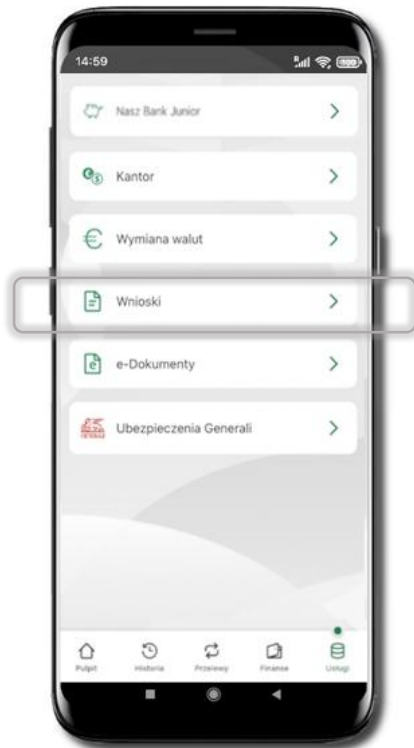 14:59
Nasz Bank Junior
Kantor
Wymiana walut
Wnioski
e-Dokumenty
Ubezpieczenia Generali
Pulpit Historia Przelewy Finanse Usługi